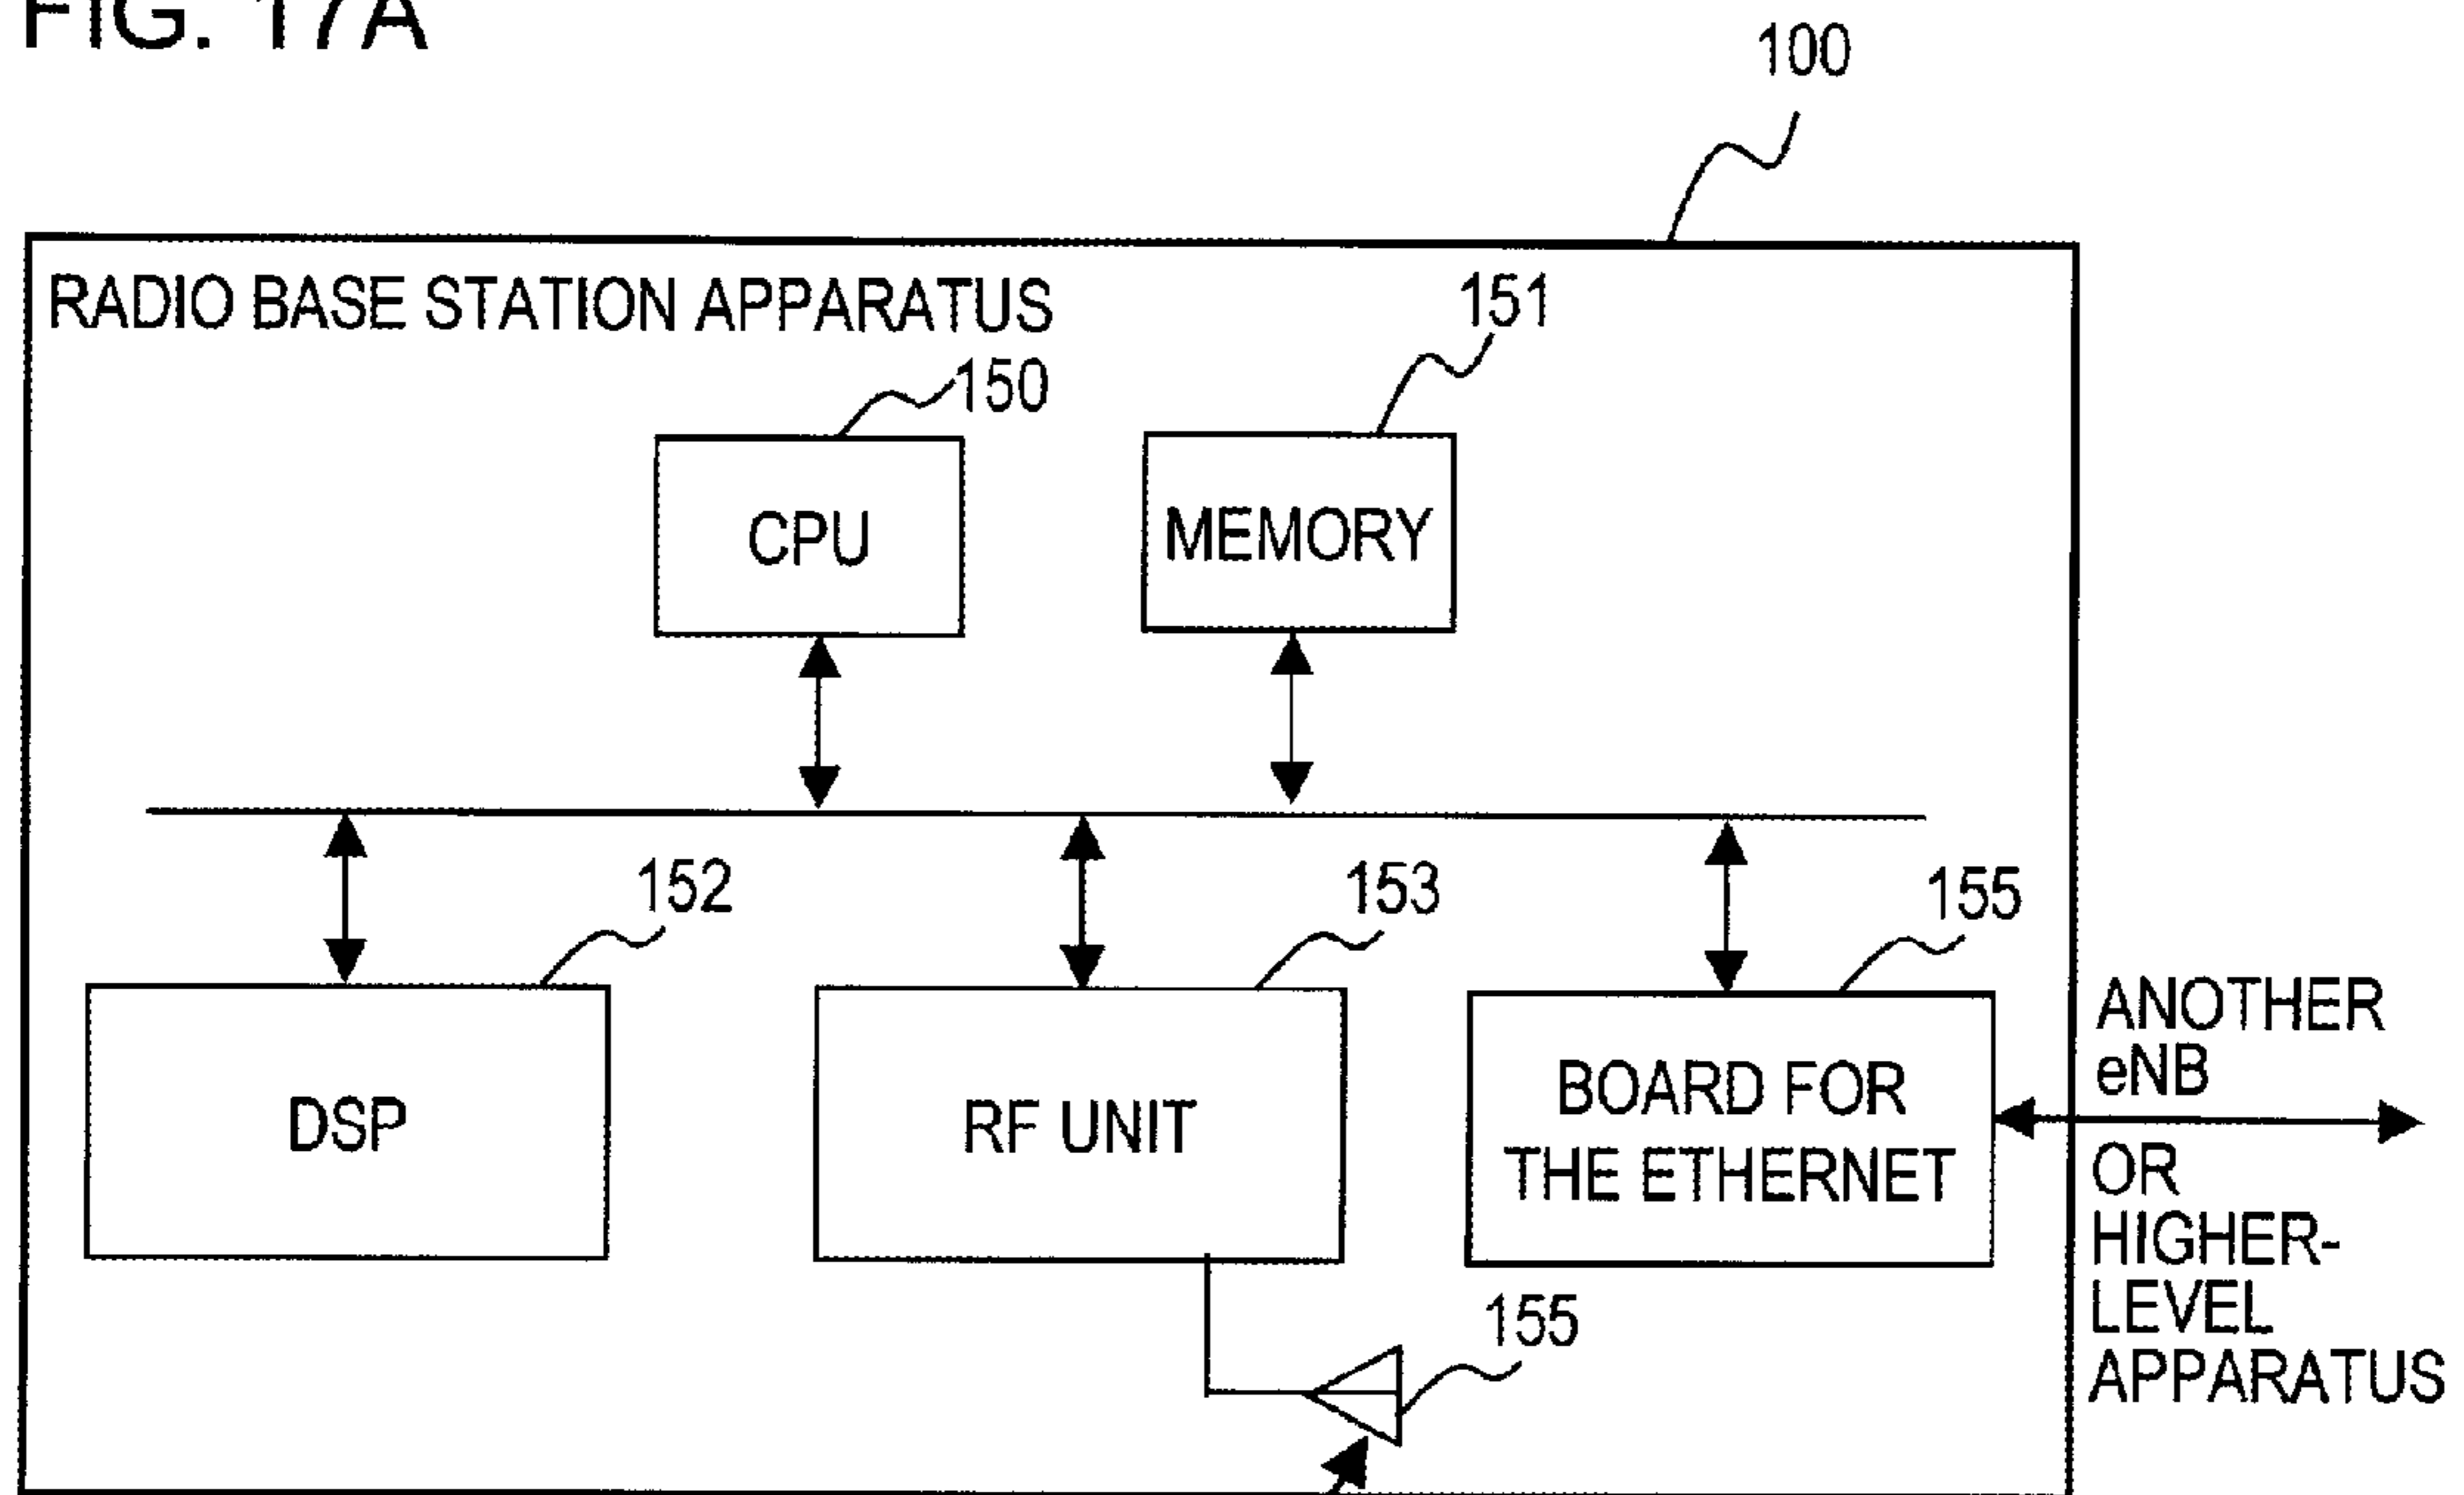 FIG. 17A
100
RADIO BASE STATION APPARATUS
151
150
CPU
MEMORY
152
153
155
DSP
RF UNIT
BOARD FOR
THE ETHERNET
ANOTHER
eNB
OR
HIGHER-
LEVEL
APPARATUS
155